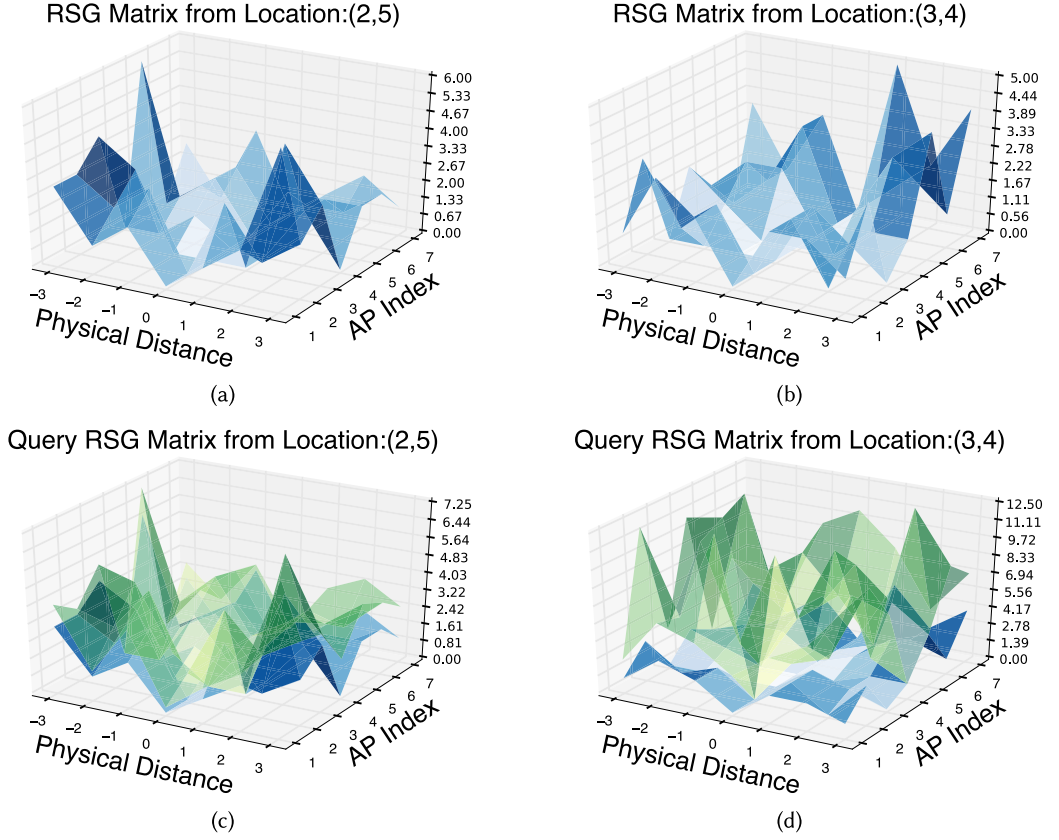 RSG Matrix from Location:(2,5)
6.00
5.33
4.67
4.00
3.33
2.67
2.00
1.33
0.67
0.00
-3 -2 -1 0 1 2 3
Physical Distance
1 2 3 4 5 6 7
AP Index
(a)
RSG Matrix from Location:(3,4)
5.00
4.44
3.89
3.33
2.78
2.22
1.67
1.11
0.56
0.00
-3 -2 -1 0 1 2 3
Physical Distance
1 2 3 4 5 6 7
AP Index
(b)
Query RSG Matrix from Location:(2,5)
7.25
6.44
5.64
4.83
4.03
3.22
2.42
1.61
0.81
0.00
-3 -2 -1 0 1 2 3
Physical Distance
1 2 3 4 5 6 7
AP Index
(c)
Query RSG Matrix from Location:(3,4)
12.50
11.11
9.72
8.33
6.94
5.56
4.17
2.78
1.39
0.00
-3 -2 -1 0 1 2 3
Physical Distance
1 2 3 4 5 6 7
AP Index
(d)